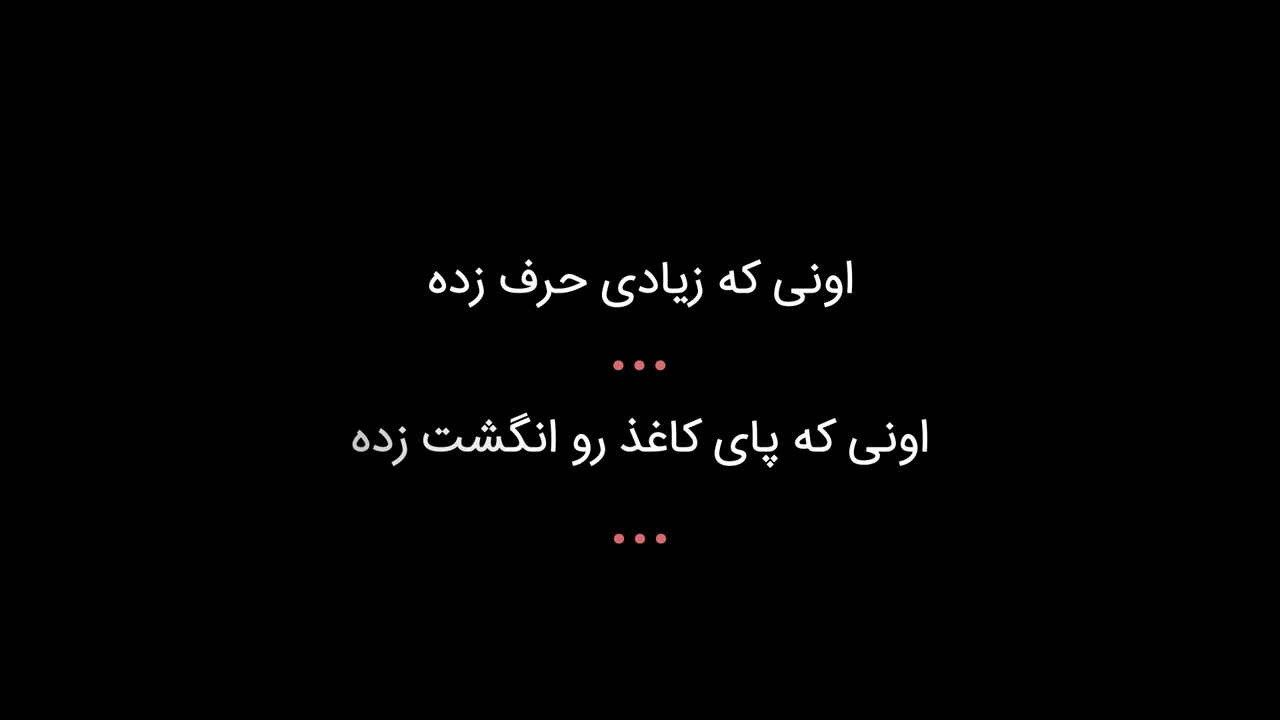 اونی که زیادی حرف زده
...
اونی که پای کاغذ رو انگشت زده
...